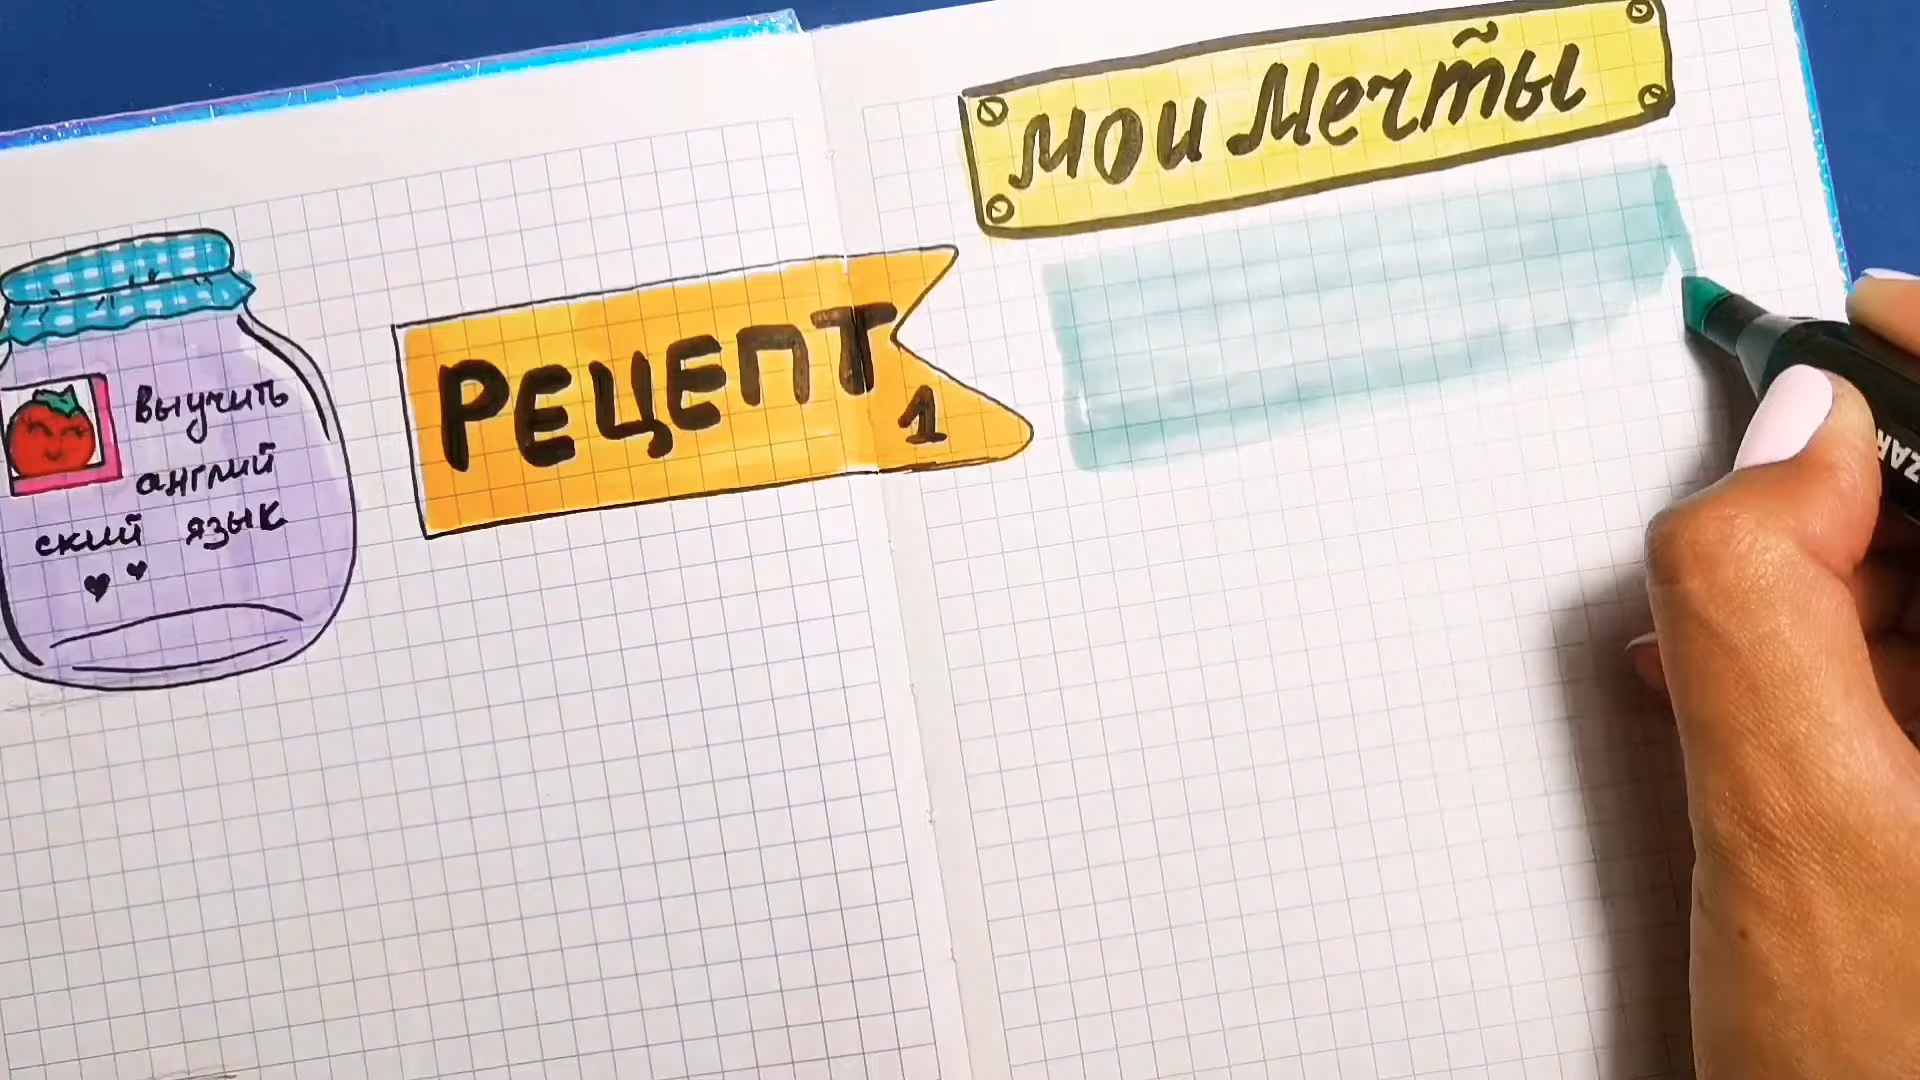 Мои Мечты
РЕЦЕПТ
1
Выучить
англий
ский язык